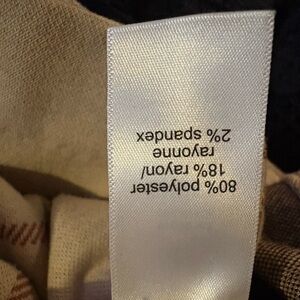 80% polyester
18% rayon/
rayonne
2% spandex